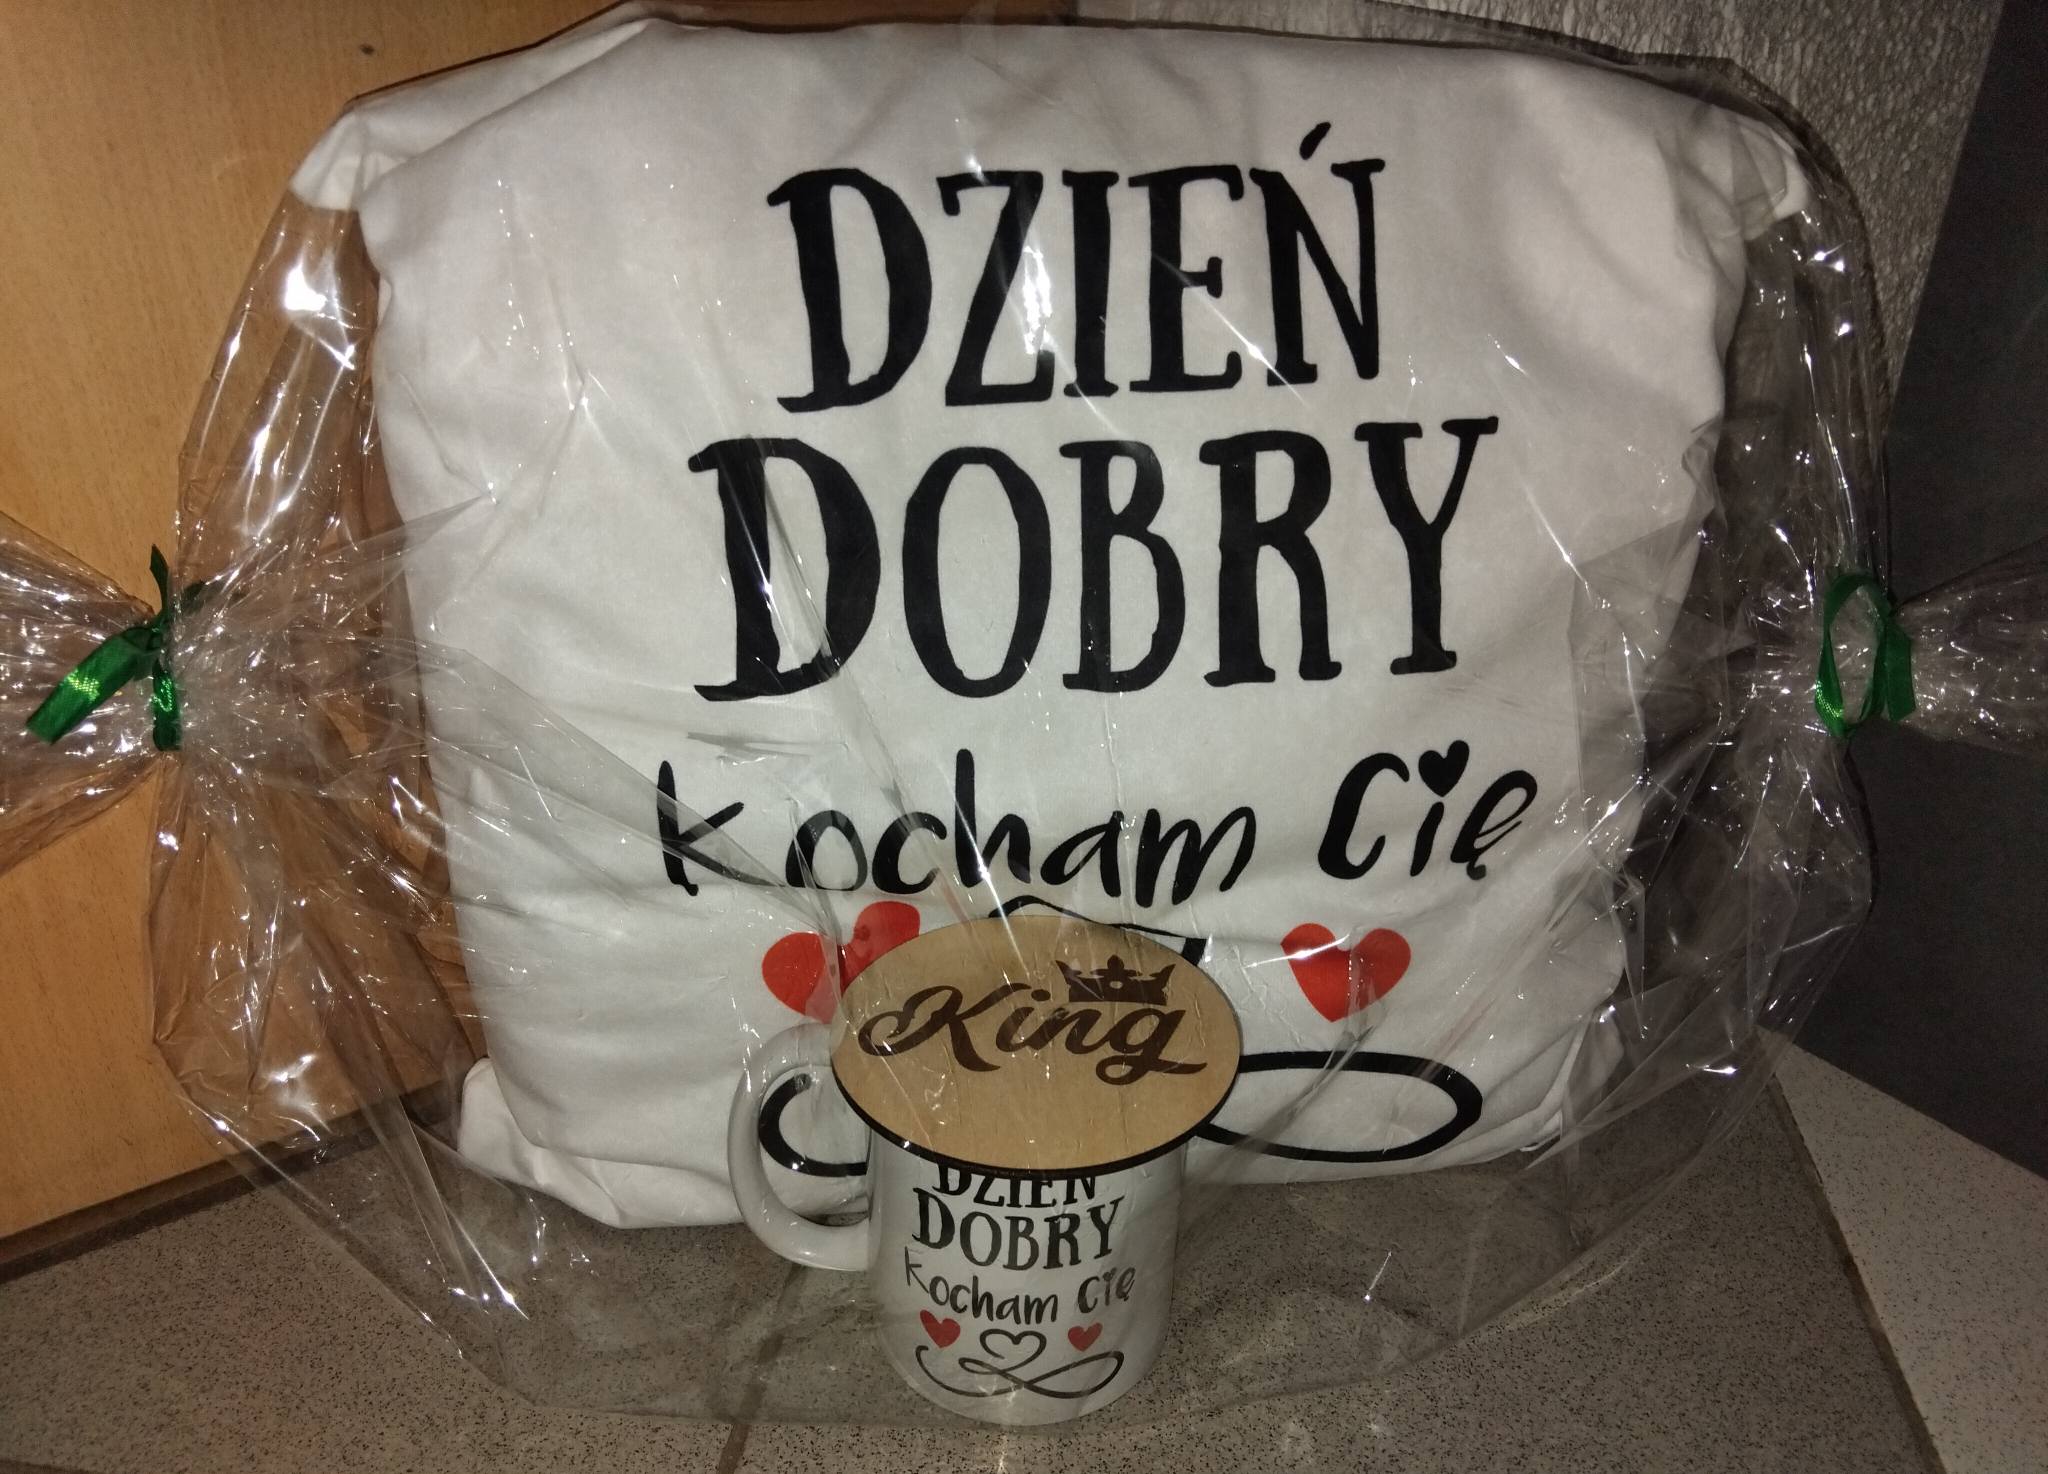 DZIEŃ
DOBRY
kocham Cię
King
DZIEŃ
DOBRY
kocham Cię